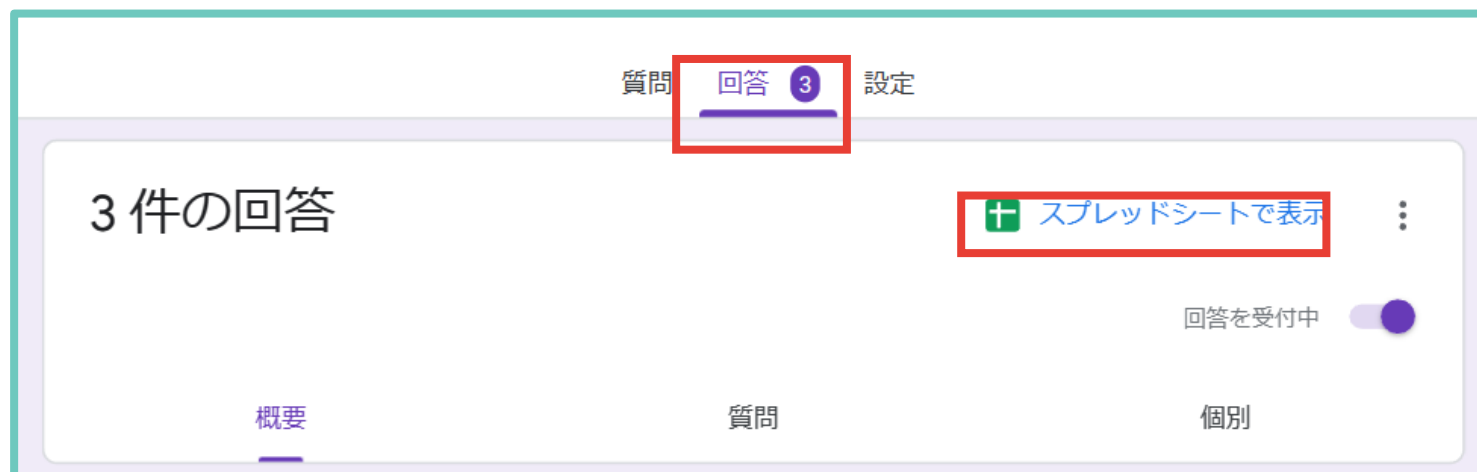 質問 回答 3 設定
3 件の回答
スプレッドシートで表示
回答を受付中
概要 質問 個別